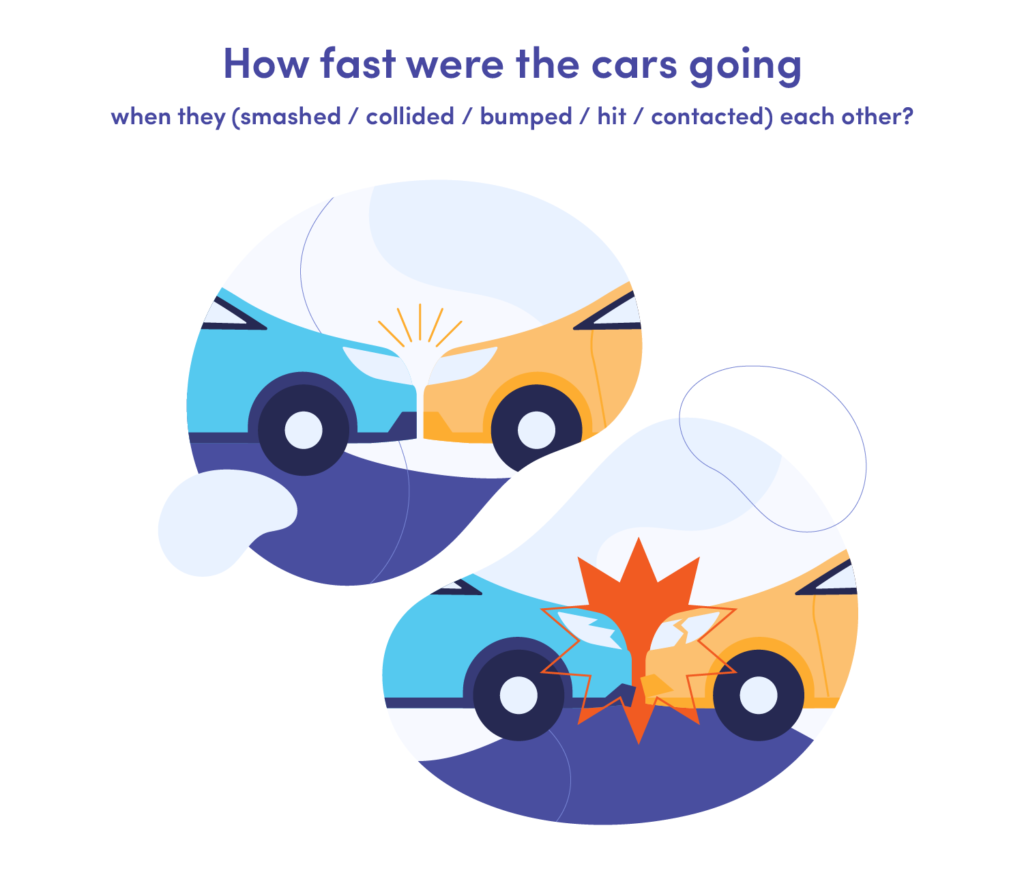 How fast were the cars going
when they (smashed / collided / bumped / hit / contacted) each other?